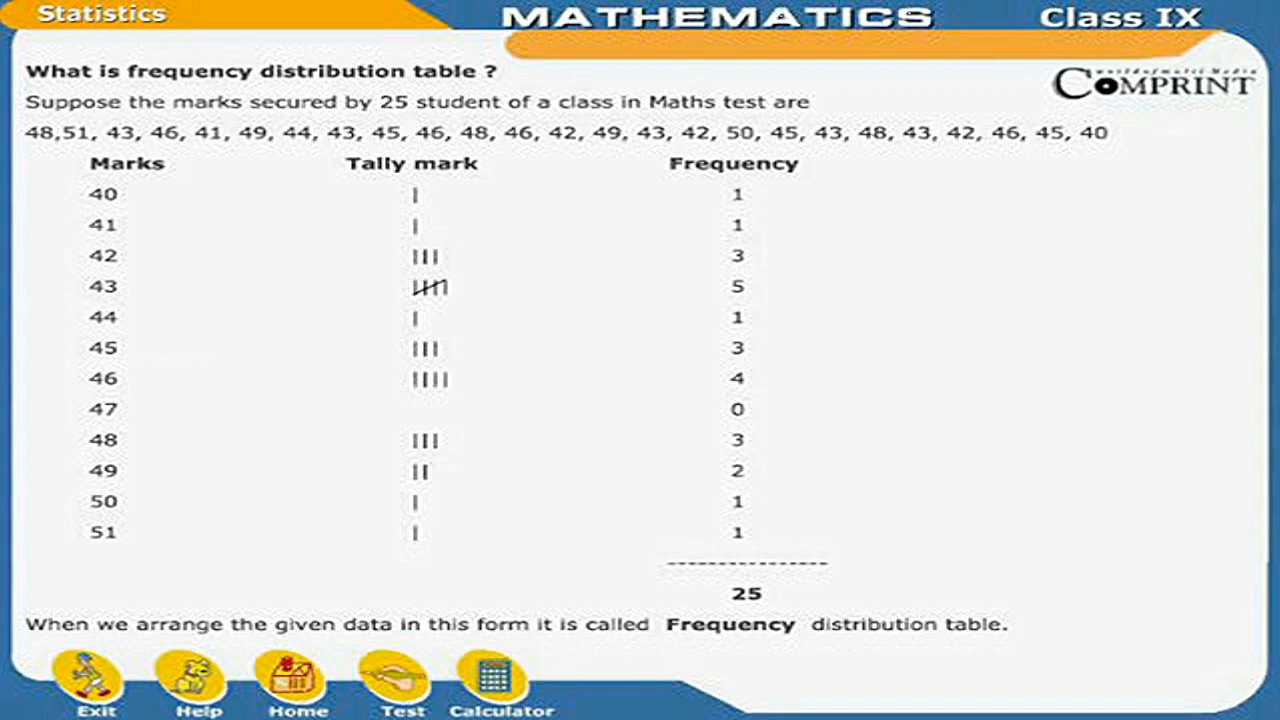 Statistics MATHEMATICS Class IX
What is frequency distribution table ?
COMPRINT
Suppose the marks secured by 25 student of a class in Maths test are
48,51, 43, 46, 41, 49, 44, 43, 45, 46, 48, 46, 42, 49, 43, 42, 50, 45, 43, 48, 43, 42, 46, 45, 40
Marks Tally mark Frequency
40 | 1
41 | 1
42 ||| 3
43 |||| 5
44 | 1
45 ||| 3
46 |||| 4
47 0
48 ||| 3
49 || 2
50 | 1
51 | 1
----------------
25
When we arrange the given data in this form it is called Frequency distribution table.
Exit Help Home Test Calculator